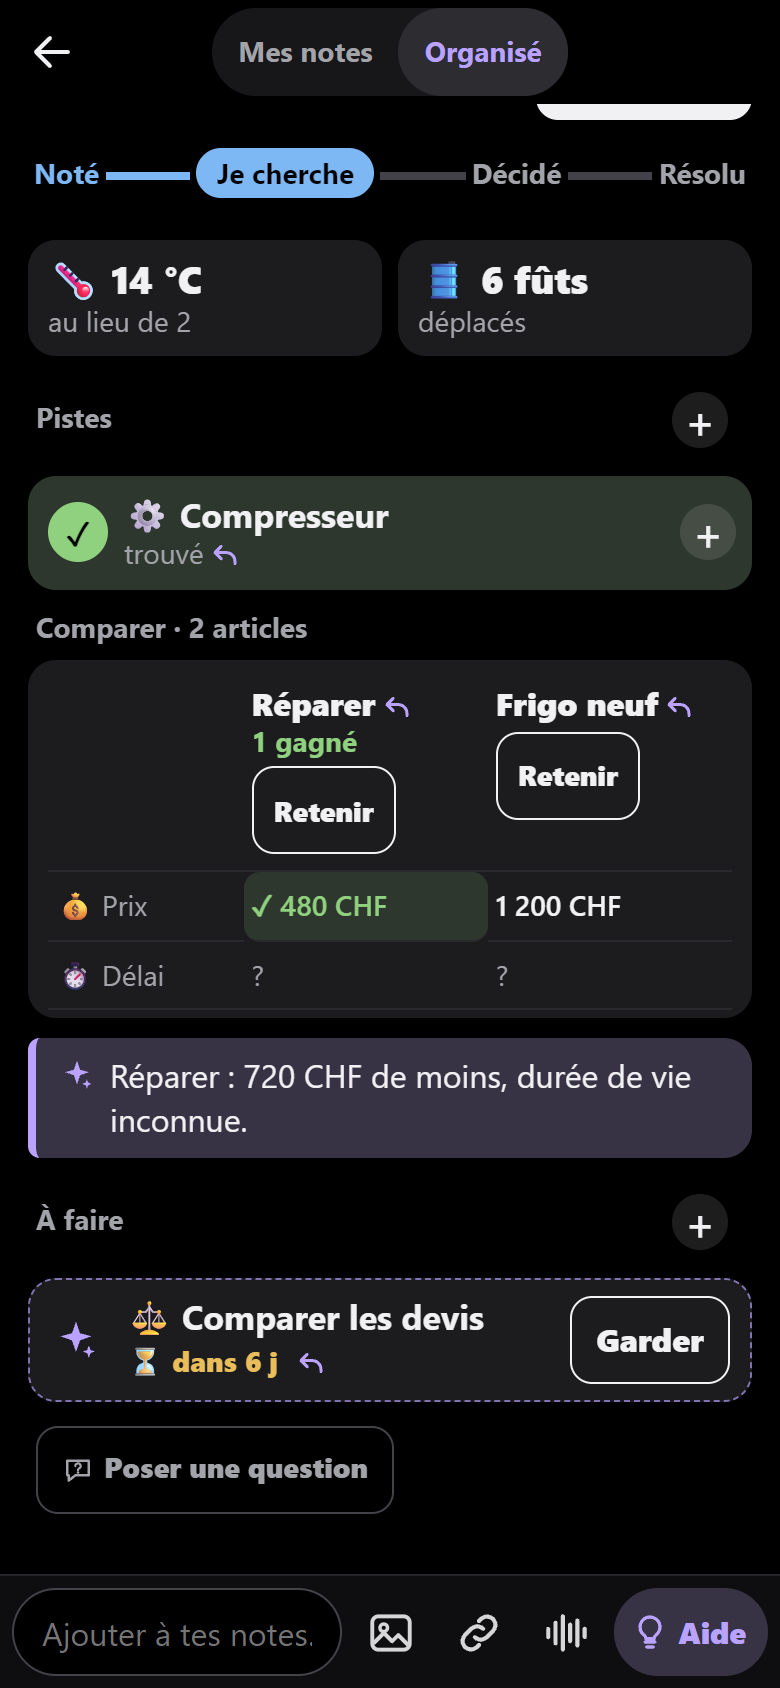 Mes notes
Organisé
Noté
Je cherche
Décidé
Résolu
14 °C
au lieu de 2
6 fûts
déplacés
Pistes
+
✓
Compresseur
trouvé
+
Comparer · 2 articles
Réparer
1 gagné
Retenir
Frigo neuf
Retenir
Prix
✓ 480 CHF
1 200 CHF
Délai
?
?
Réparer : 720 CHF de moins, durée de vie
inconnue.
À faire
+
Comparer les devis
dans 6 j
Garder
Poser une question
Ajouter à tes notes.
Aide